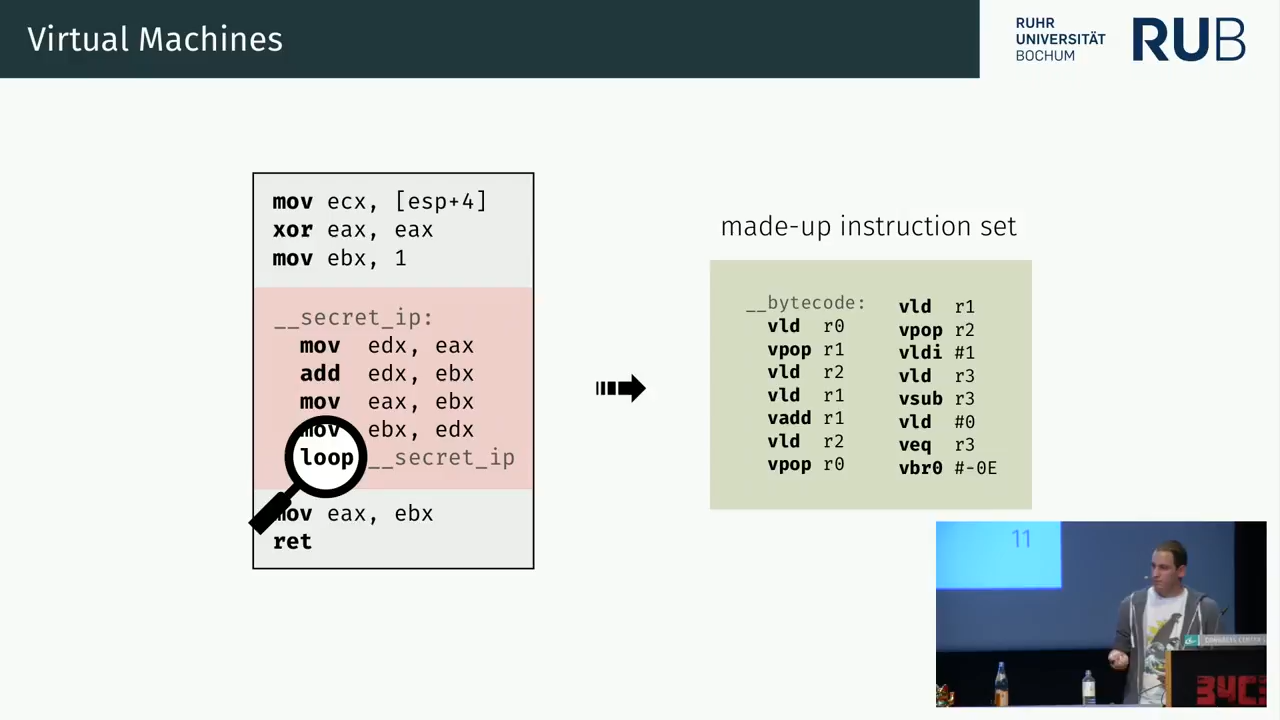 Virtual Machines
RUHR
UNIVERSITÄT
BOCHUM
RUB
mov ecx, [esp+4]
xor eax, eax
mov ebx, 1
__secret_ip:
mov edx, eax
add edx, ebx
mov eax, ebx
mov ebx, edx
loop __secret_ip
mov eax, ebx
ret
made-up instruction set
__bytecode:
vld r0
vpop r1
vld r2
vld r1
vadd r1
vld r2
vpop r0
vld r1
vpop r2
vldi #1
vld r3
vsub r3
vld #0
veq r3
vbr0 #-0E
11
34C3